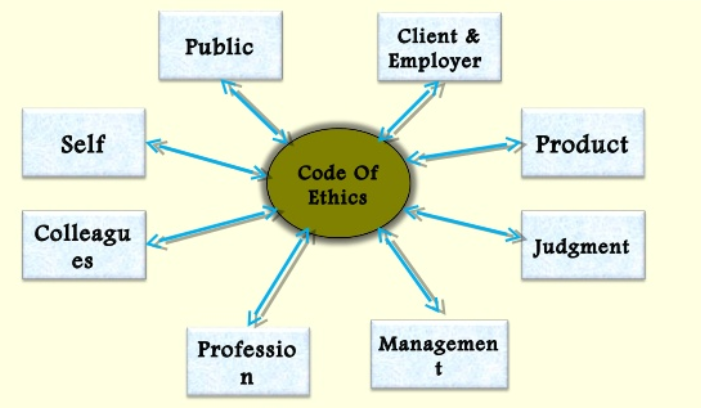 Public
Client &
Employer
Self
Product
Code Of
Ethics
Colleagu
es
Judgment
Professio
n
Managemen
t